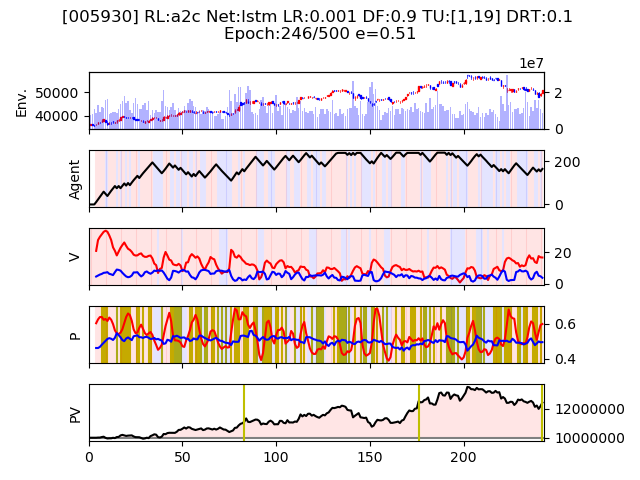 [005930] RL:a2c Net:lstm LR:0.001 DF:0.9 TU:[1,19] DRT:0.1
Epoch:246/500 e=0.51
1e7
Env.
50000
40000
2
0
Agent
200
0
V
20
0
P
0.6
0.4
PV
12000000
10000000
0 50 100 150 200